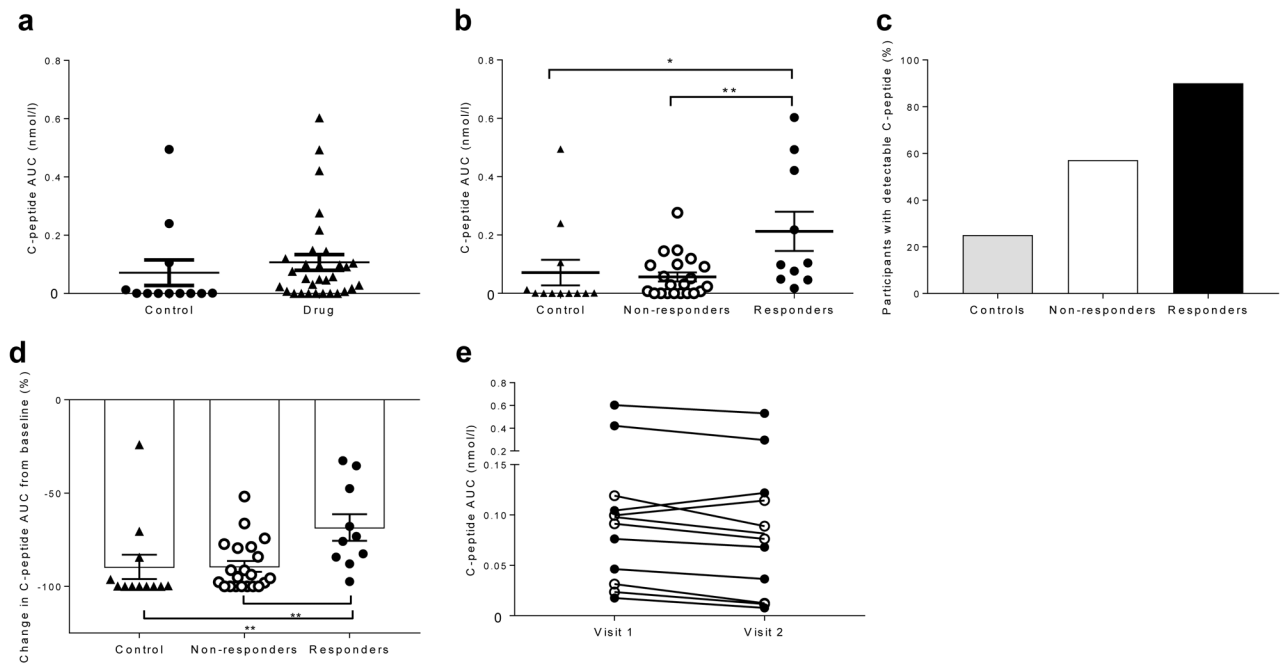 a
C-peptide AUC (nmol/l)
0.8
0.6
0.4
0.2
0
Control Drug
b
C-peptide AUC (nmol/l)
0.8
0.6
0.4
0.2
0
*
**
Control Non-responders Responders
c
Participants with detectable C-peptide (%)
100
80
60
40
20
0
Controls Non-responders Responders
d
Change in C-peptide AUC from baseline (%)
0
-50
-100
**
**
Control Non-responders Responders
e
C-peptide AUC (nmol/l)
0.8
0.6
0.4
0.2
0.15
0.10
0.05
0
Visit 1 Visit 2